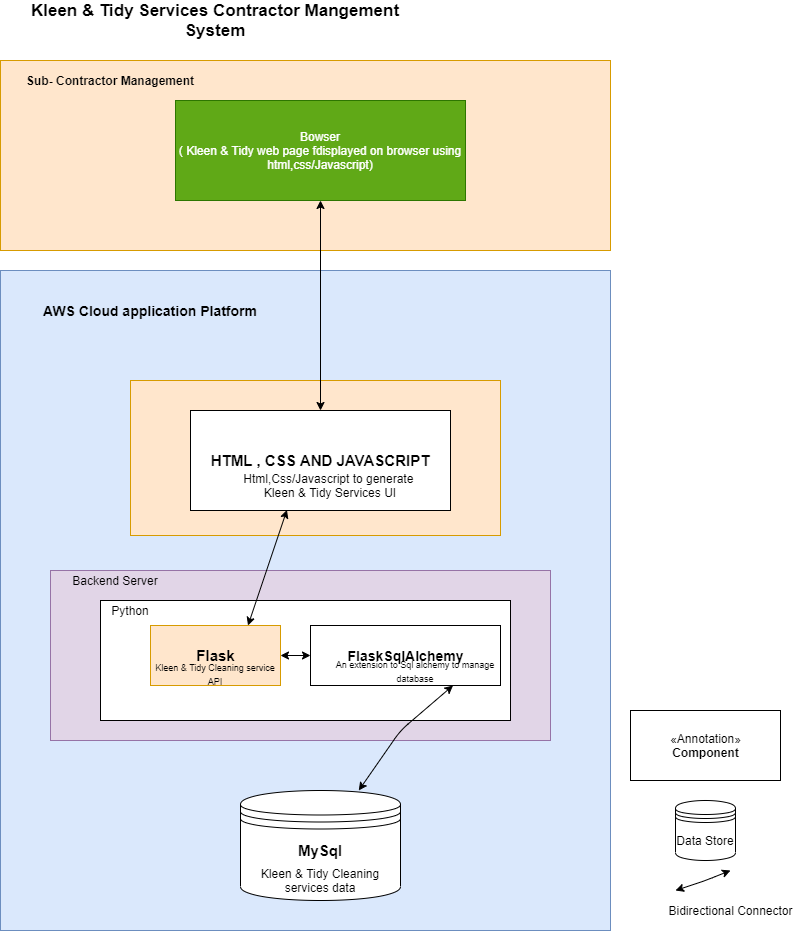 Kleen & Tidy Services Contractor Mangement
System
Sub- Contractor Management
Bowser
( Kleen & Tidy web page fdisplayed on browser using
html,css/Javascript)
AWS Cloud application Platform
HTML , CSS AND JAVASCRIPT
Html,Css/Javascript to generate
Kleen & Tidy Services UI
Backend Server
Python
Flask
Kleen & Tidy Cleaning service
API
FlaskSqlAlchemy
An extension to Sql alchemy to manage
database
MySql
Kleen & Tidy Cleaning
services data
«Annotation»
Component
Data Store
Bidirectional Connector